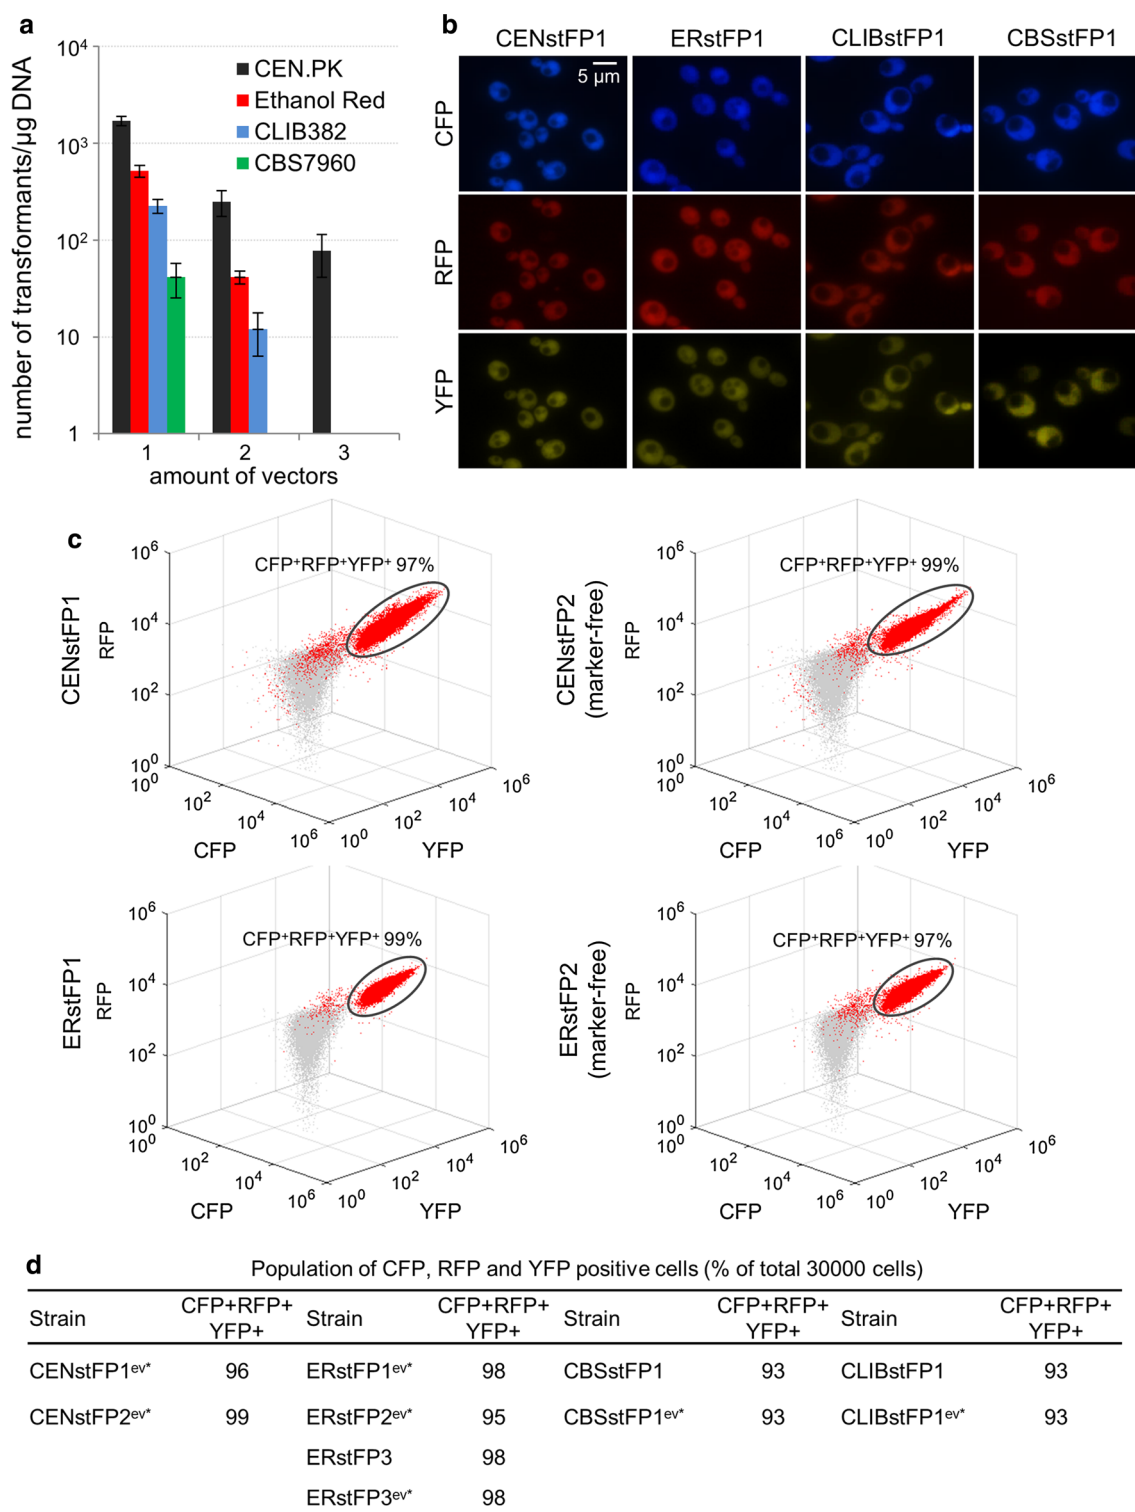 a
number of transformants/µg DNA
10⁴
10³
10²
10
1
CEN.PK
Ethanol Red
CLIB382
CBS7960
1 2 3
amount of vectors
b
CENstFP1 ERstFP1 CLIBstFP1 CBSstFP1
5 µm
CFP
RFP
YFP
c
CENstFP1
RFP
CFP⁺RFP⁺YFP⁺ 97%
10⁶
10⁴
10²
10⁰
10⁰ 10² 10⁴ 10⁶
CFP
10⁰ 10² 10⁴ 10⁶
YFP
CENstFP2
(marker-free)
RFP
CFP⁺RFP⁺YFP⁺ 99%
10⁶
10⁴
10²
10⁰
10⁰ 10² 10⁴ 10⁶
CFP
10⁰ 10² 10⁴ 10⁶
YFP
ERstFP1
RFP
CFP⁺RFP⁺YFP⁺ 99%
10⁶
10⁴
10²
10⁰
10⁰ 10² 10⁴ 10⁶
CFP
10⁰ 10² 10⁴ 10⁶
YFP
ERstFP2
(marker-free)
RFP
CFP⁺RFP⁺YFP⁺ 97%
10⁶
10⁴
10²
10⁰
10⁰ 10² 10⁴ 10⁶
CFP
10⁰ 10² 10⁴ 10⁶
YFP
d
Population of CFP, RFP and YFP positive cells (% of total 30000 cells)
Strain CFP+RFP+ YFP+ Strain CFP+RFP+ YFP+ Strain CFP+RFP+ YFP+ Strain CFP+RFP+ YFP+
CENstFP1ᵉᵛ* 96 ERstFP1ᵉᵛ* 98 CBSstFP1 93 CLIBstFP1 93
CENstFP2ᵉᵛ* 99 ERstFP2ᵉᵛ* 95 CBSstFP1ᵉᵛ* 93 CLIBstFP1ᵉᵛ* 93
ERstFP3 98
ERstFP3ᵉᵛ* 98